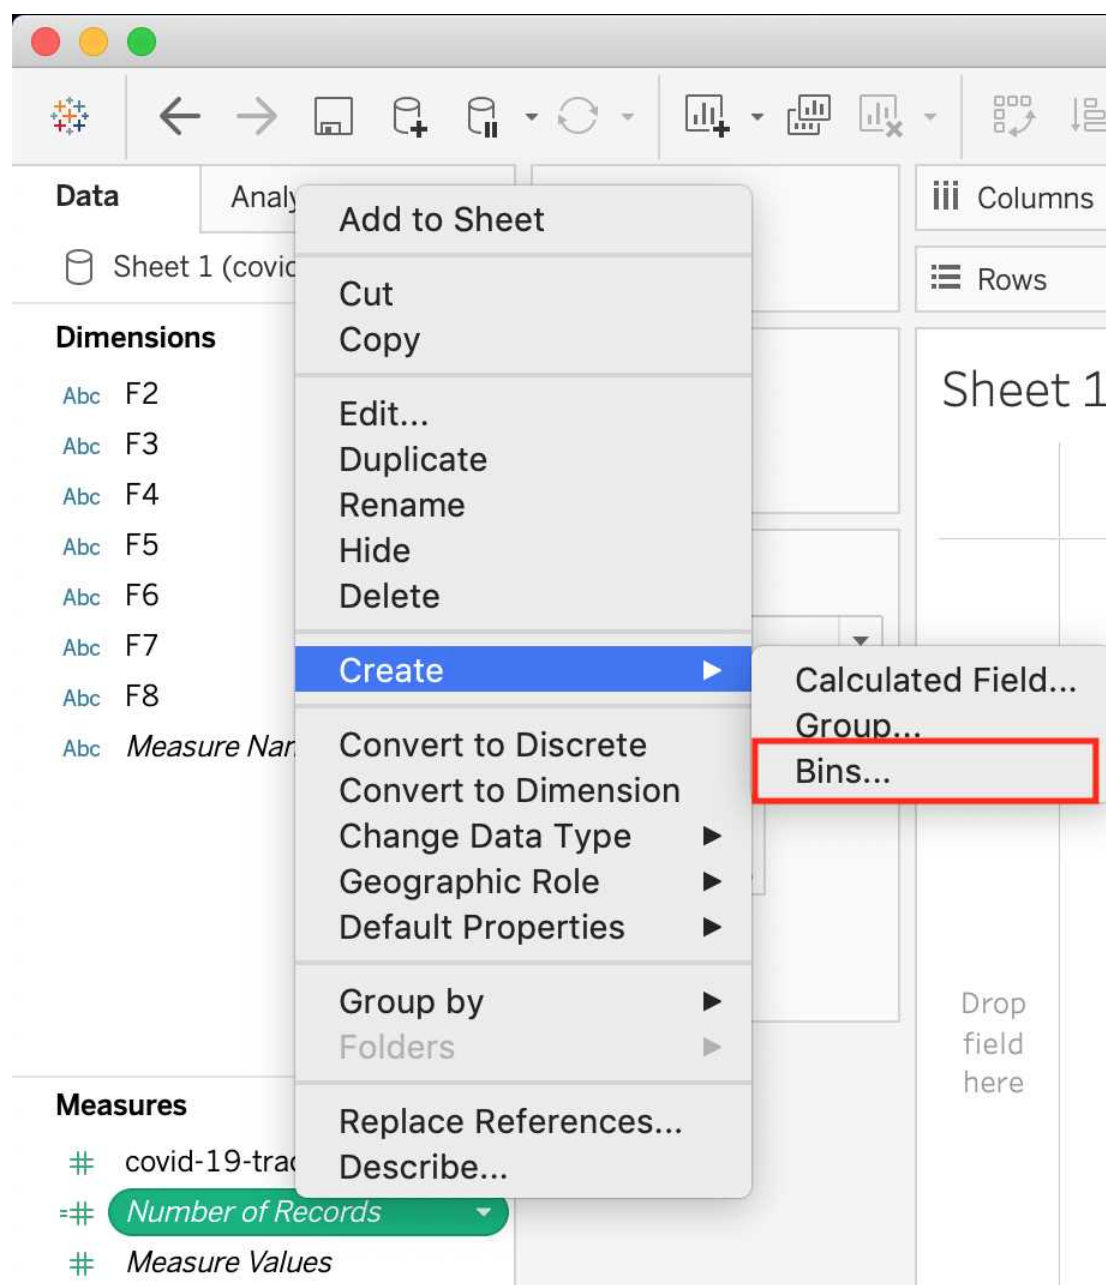 Data
Analy
Sheet 1 (covid
Dimensions
Abc F2
Abc F3
Abc F4
Abc F5
Abc F6
Abc F7
Abc F8
Abc Measure Nam
Measures
covid-19-trac
Number of Records
Measure Values
Add to Sheet
Cut
Copy
Edit...
Duplicate
Rename
Hide
Delete
Create
Convert to Discrete
Convert to Dimension
Change Data Type
Geographic Role
Default Properties
Group by
Folders
Replace References...
Describe...
Calculated Field...
Group...
Bins...
Columns
Rows
Sheet 1
Drop
field
here